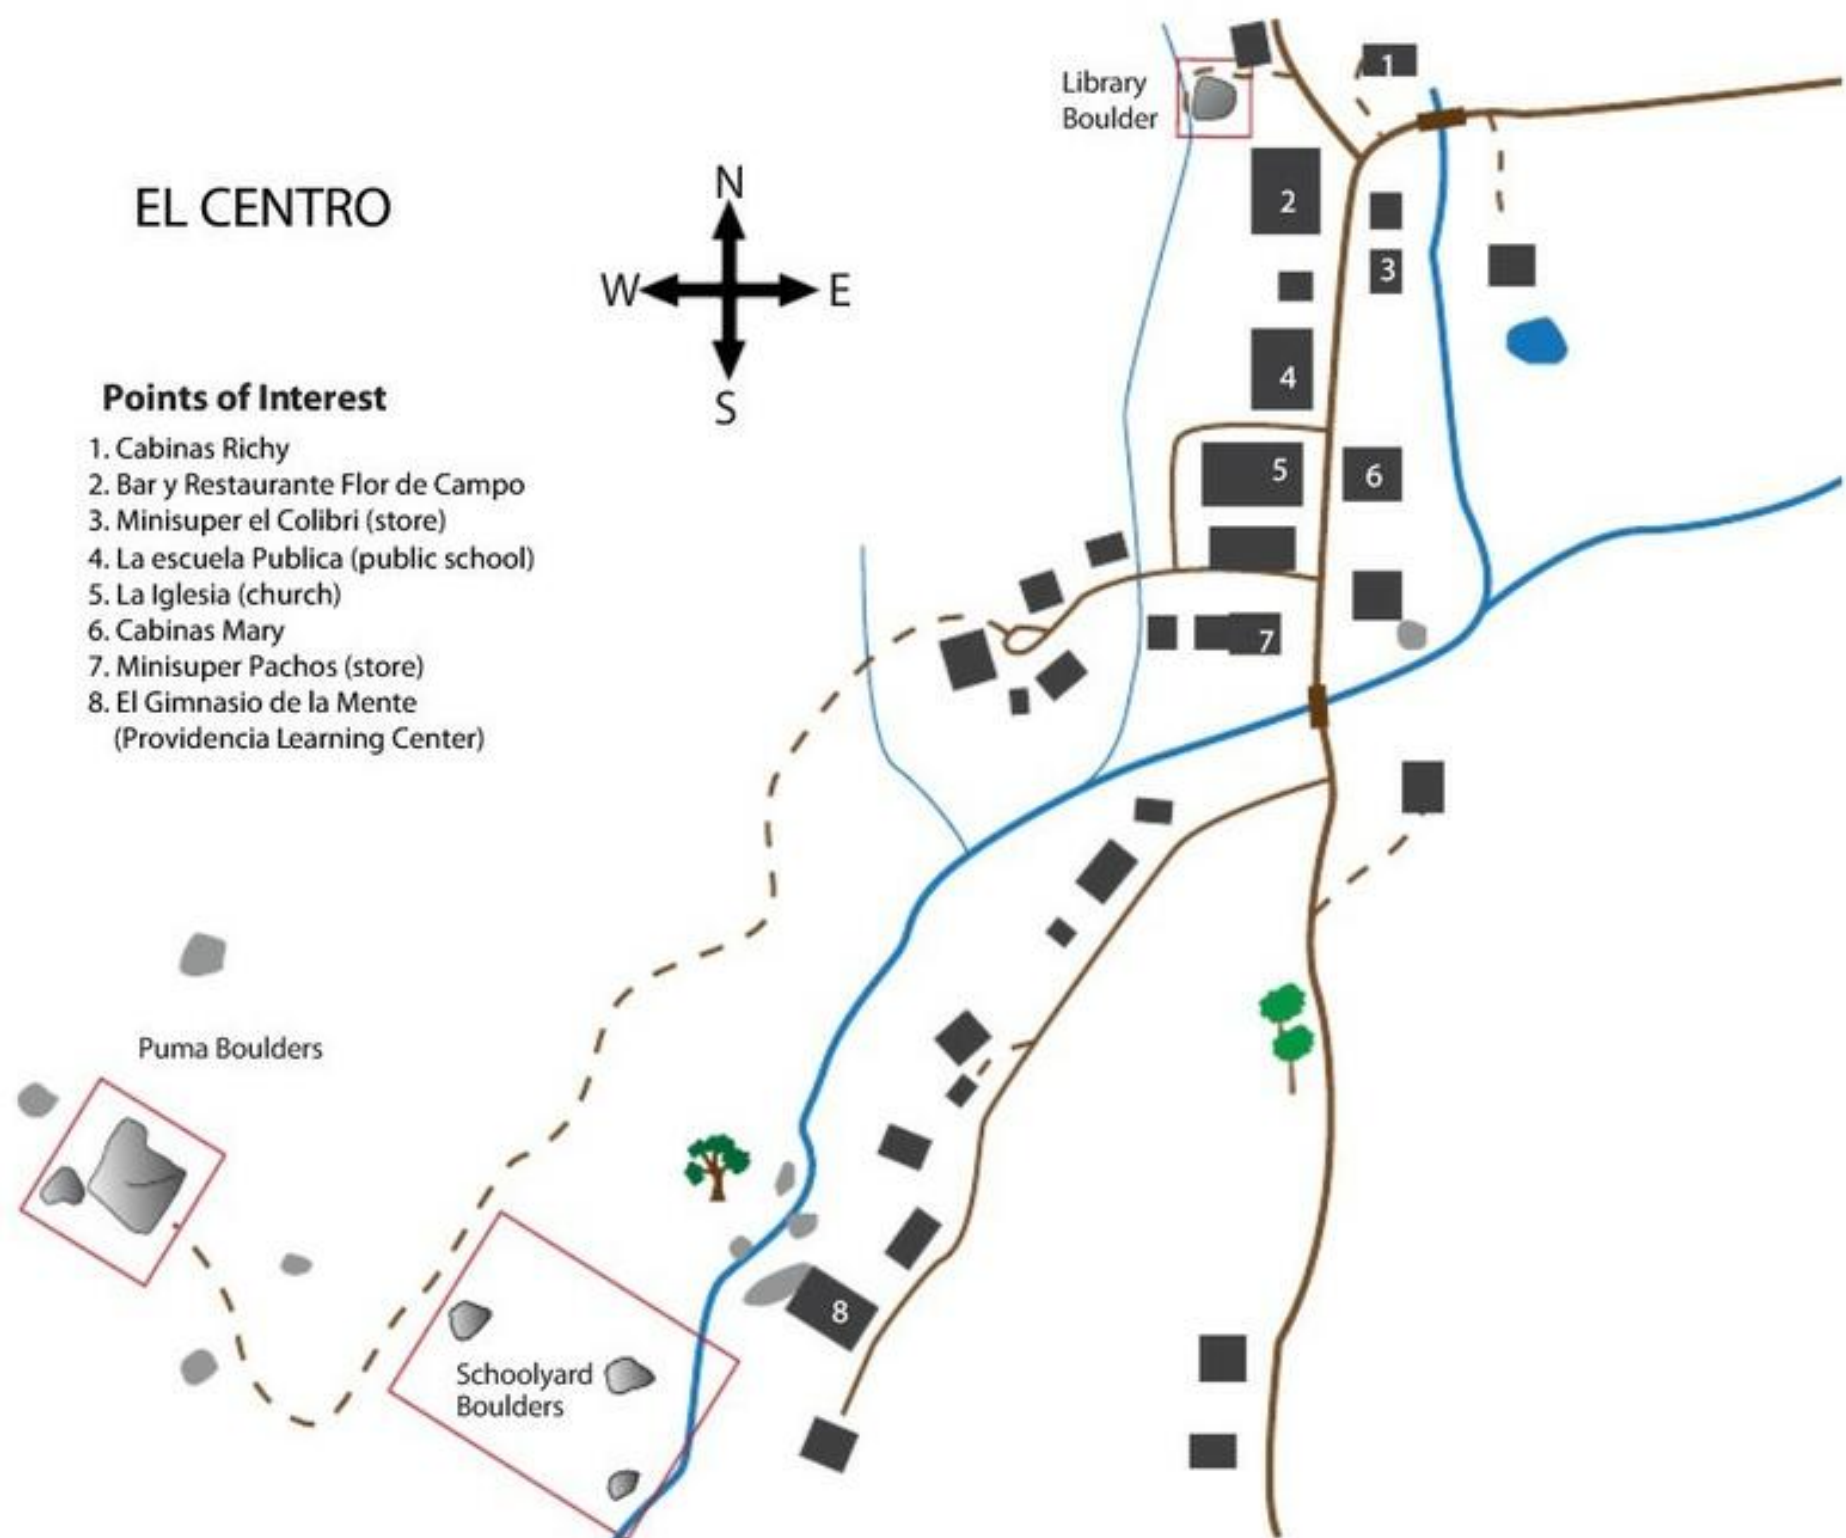 Library
Boulder
1
EL CENTRO
N
W
E
S
2
3
4
5
6
7
Points of Interest
1. Cabinas Richy
2. Bar y Restaurante Flor de Campo
3. Minisuper el Colibri (store)
4. La escuela Publica (public school)
5. La Iglesia (church)
6. Cabinas Mary
7. Minisuper Pachos (store)
8. El Gimnasio de la Mente
(Providencia Learning Center)
Puma Boulders
8
Schoolyard
Boulders